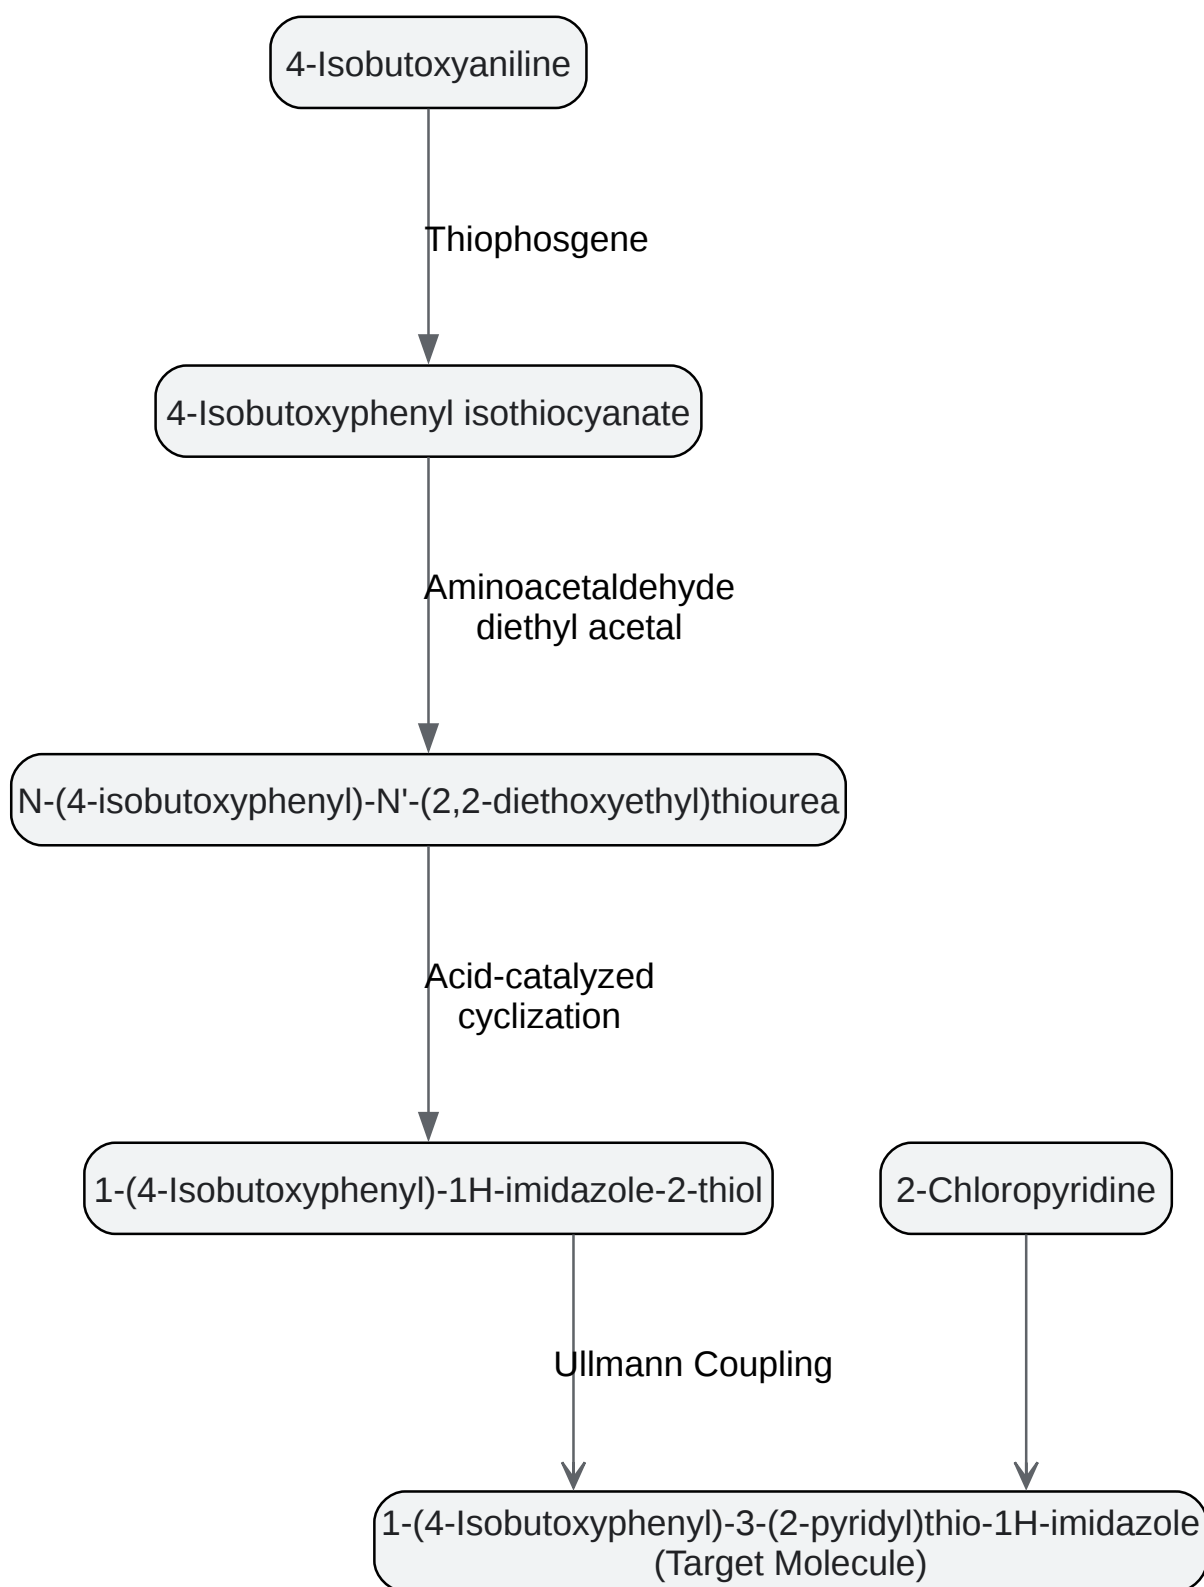 4-Isobutoxyaniline
Thiophosgene
4-Isobutoxyphenyl isothiocyanate
Aminoacetaldehyde
diethyl acetal
N-(4-isobutoxyphenyl)-N'-(2,2-diethoxyethyl)thiourea
Acid-catalyzed
cyclization
1-(4-Isobutoxyphenyl)-1H-imidazole-2-thiol
2-Chloropyridine
Ullmann Coupling
1-(4-Isobutoxyphenyl)-3-(2-pyridyl)thio-1H-imidazole
(Target Molecule)